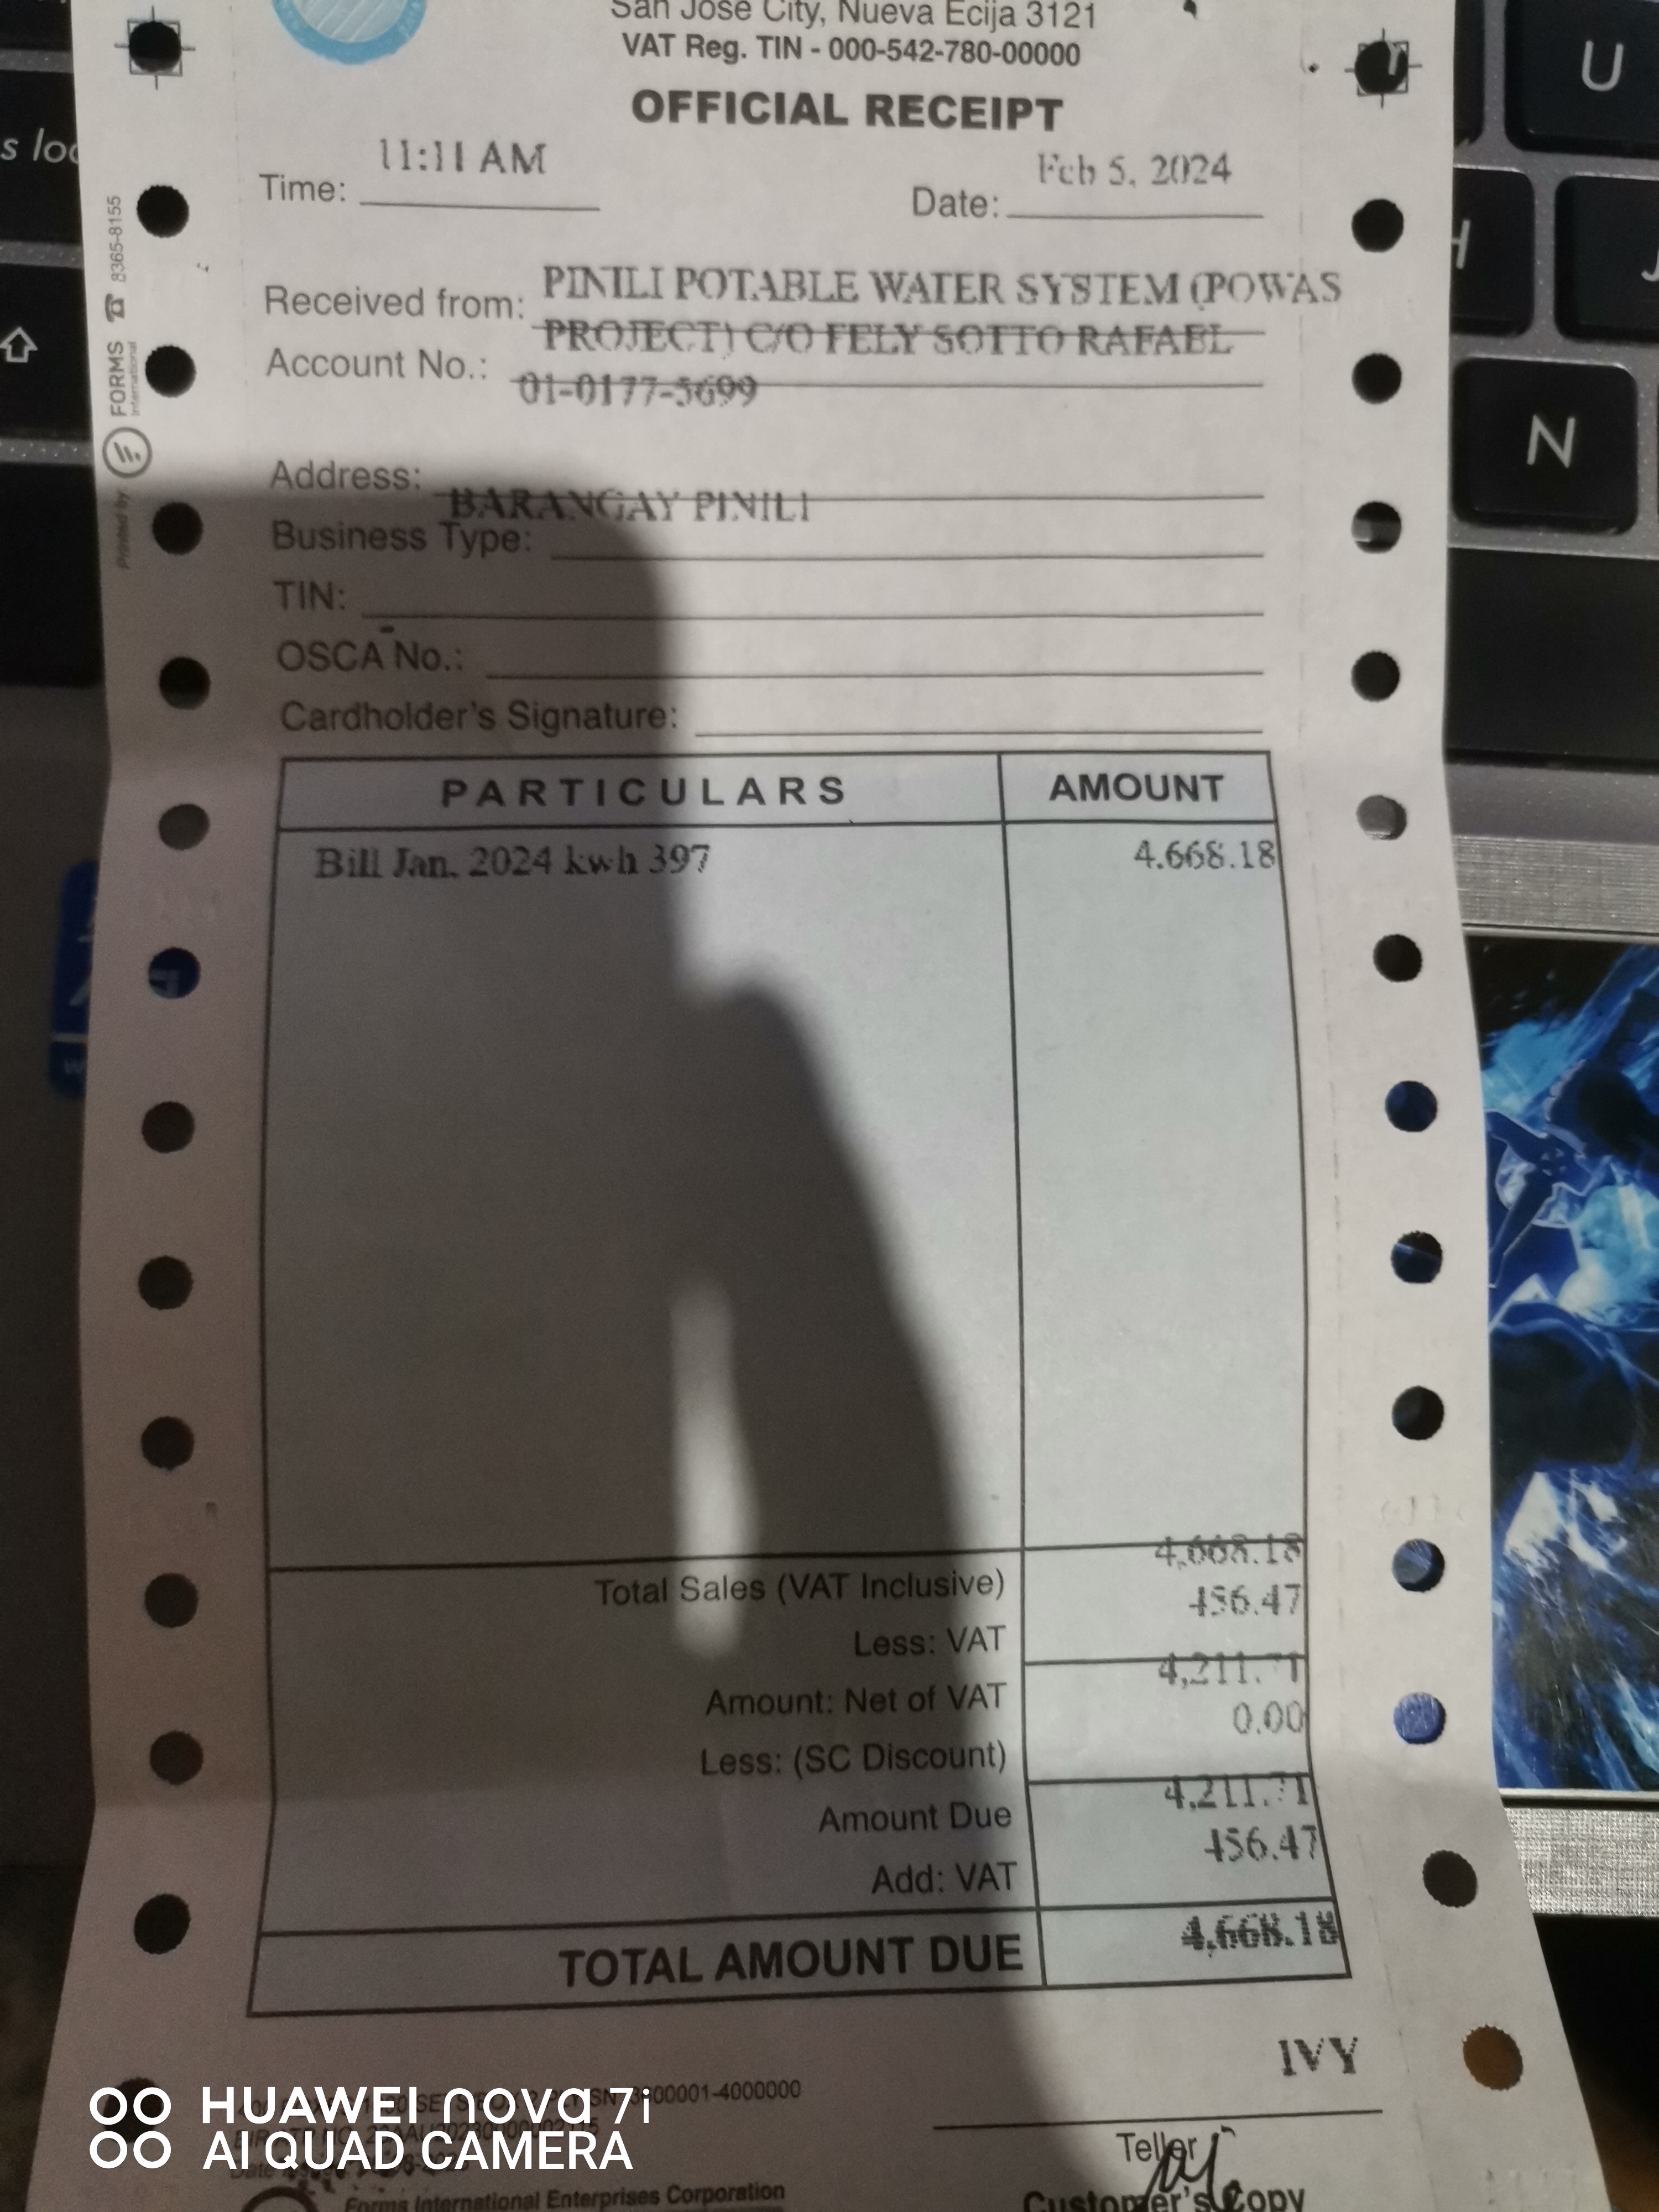 San Jose City, Nueva Ecija 3121
VAT Reg. TIN - 000-542-780-00000
OFFICIAL RECEIPT
Time: 11:11 AM
Date: Feb 5, 2024
Received from: PINILI POTABLE WATER SYSTEM (POWAS
PROJECT) C/O FELY SOTTO RAFAEL
Account No.: 01-0177-5699
Address: BARANGAY PINILI
Business Type:
TIN:
OSCA No.:
Cardholder's Signature:
PARTICULARS AMOUNT
Bill Jan. 2024 kwh 397 4.668.18
Total Sales (VAT Inclusive) 4,668.18
Less: VAT 456.47
Amount: Net of VAT 4,211.71
Less: (SC Discount) 0.00
Amount Due 4,211.71
Add: VAT 456.47
TOTAL AMOUNT DUE 4,668.18
IVY
Teller
Customer's Copy
Forms International Enterprises Corporation
Printed by FORMS International 8365-8155
HUAWEI nova 7i
AI QUAD CAMERA
U
H
J
N